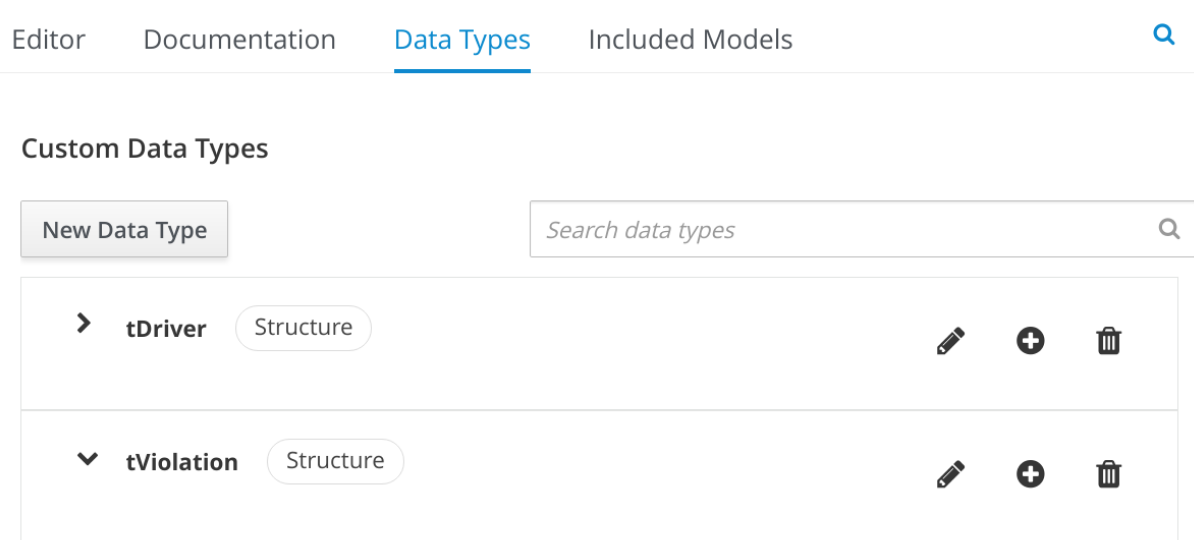 Editor Documentation Data Types Included Models
Custom Data Types
New Data Type Search data types
tDriver Structure
tViolation Structure